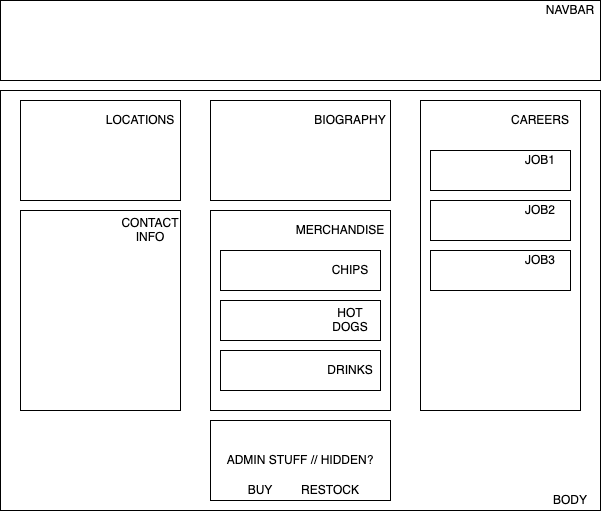 NAVBAR
LOCATIONS
BIOGRAPHY
CAREERS
JOB1
JOB2
JOB3
CONTACT
INFO
MERCHANDISE
CHIPS
HOT
DOGS
DRINKS
ADMIN STUFF // HIDDEN?
BUY RESTOCK
BODY